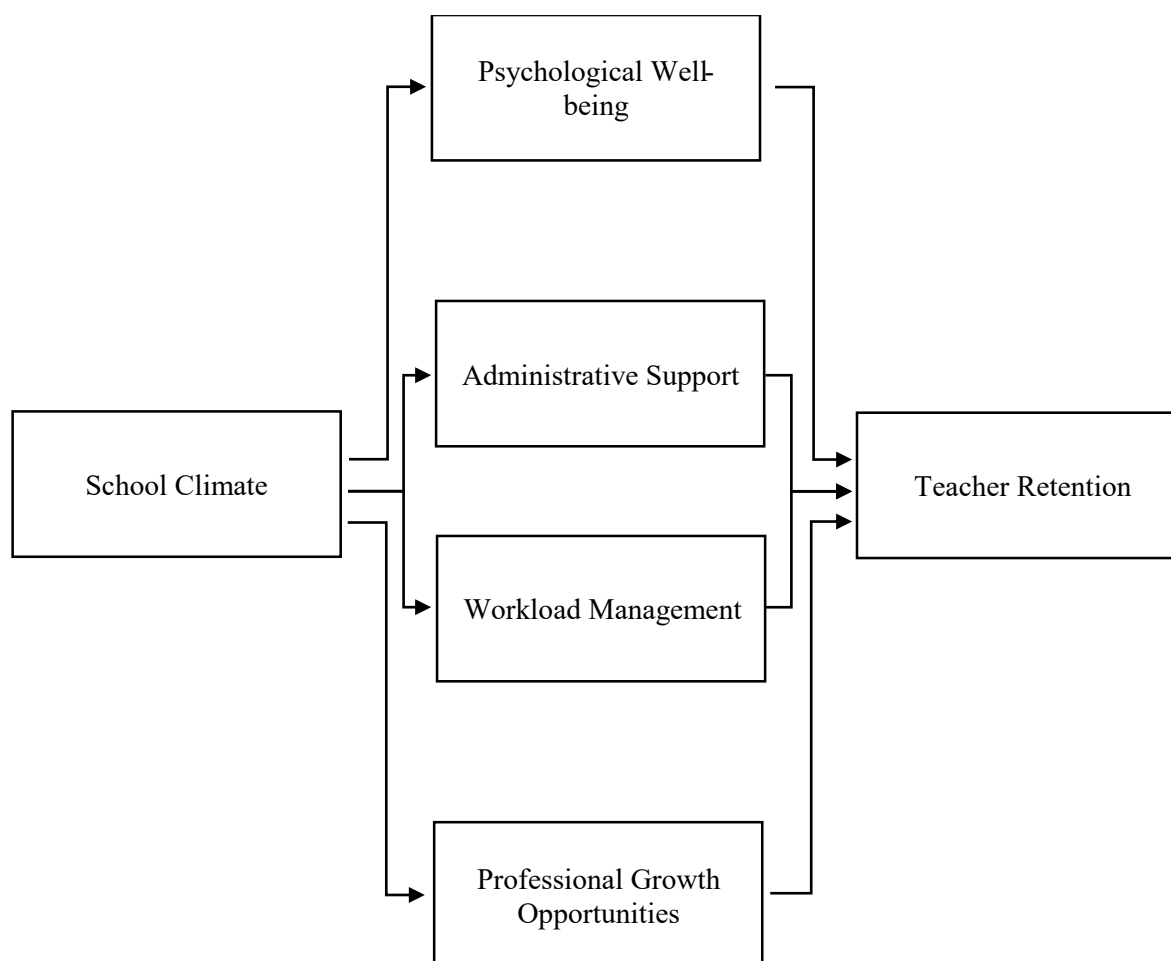 Psychological Well-
being
Administrative Support
School Climate
Teacher Retention
Workload Management
Professional Growth
Opportunities